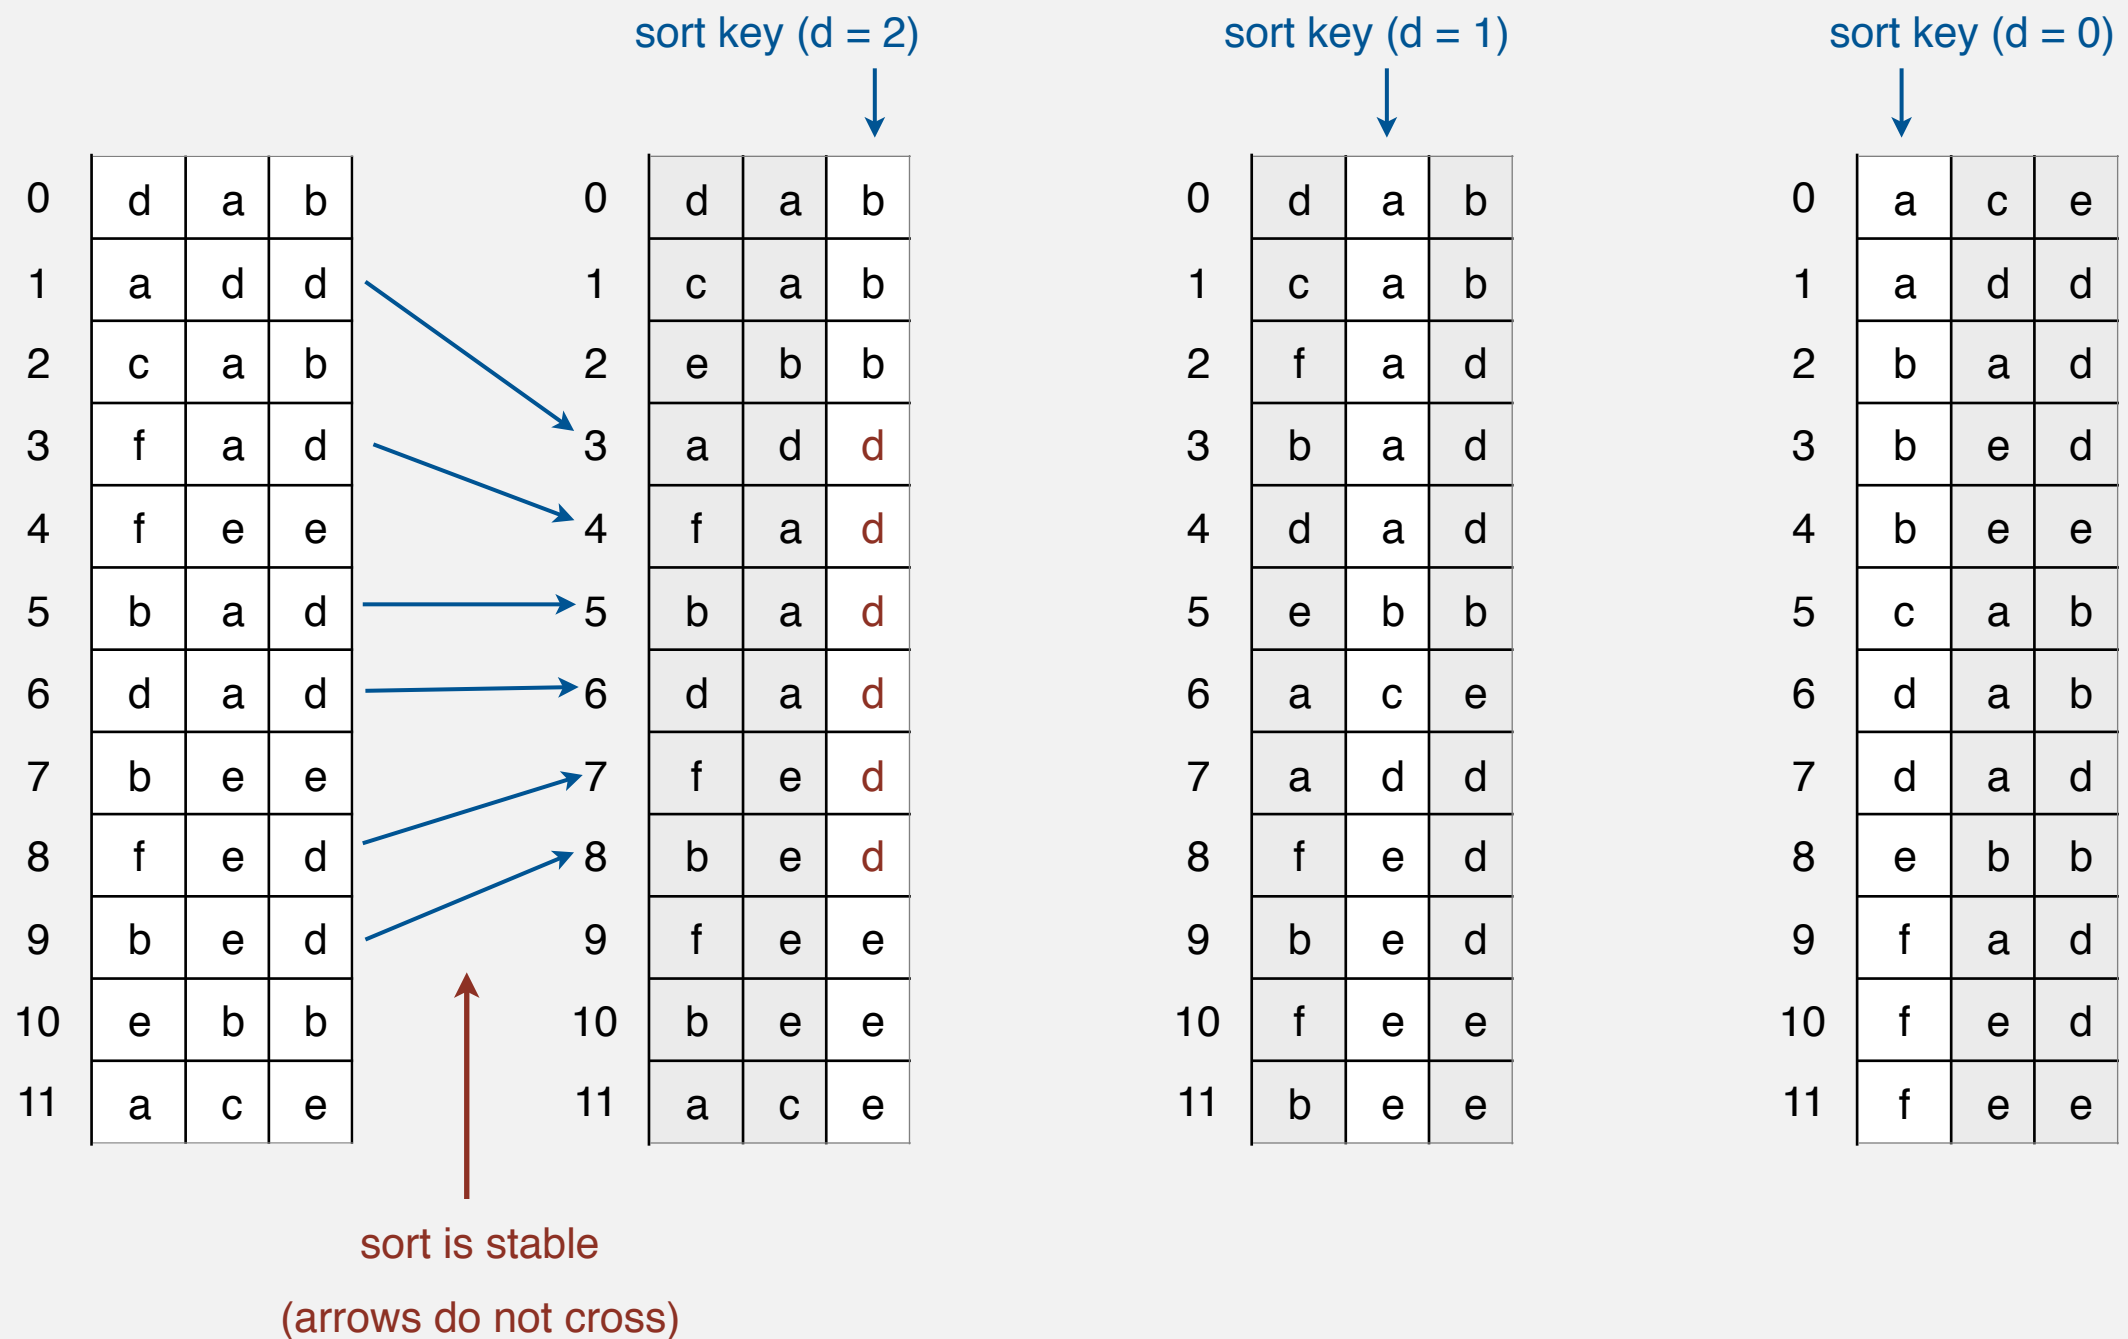 sort key (d = 2) sort key (d = 1) sort key (d = 0)
0 d a b 0 d a b 0 d a b 0 a c e
1 a d d 1 c a b 1 c a b 1 a d d
2 c a b 2 e b b 2 f a d 2 b a d
3 f a d 3 a d d 3 b a d 3 b e d
4 f e e 4 f a d 4 d a d 4 b e e
5 b a d 5 b a d 5 e b b 5 c a b
6 d a d 6 d a d 6 a c e 6 d a b
7 b e e 7 f e d 7 a d d 7 d a d
8 f e d 8 b e d 8 f e d 8 e b b
9 b e d 9 f e e 9 b e d 9 f a d
10 e b b 10 b e e 10 f e e 10 f e d
11 a c e 11 a c e 11 b e e 11 f e e
sort is stable
(arrows do not cross)